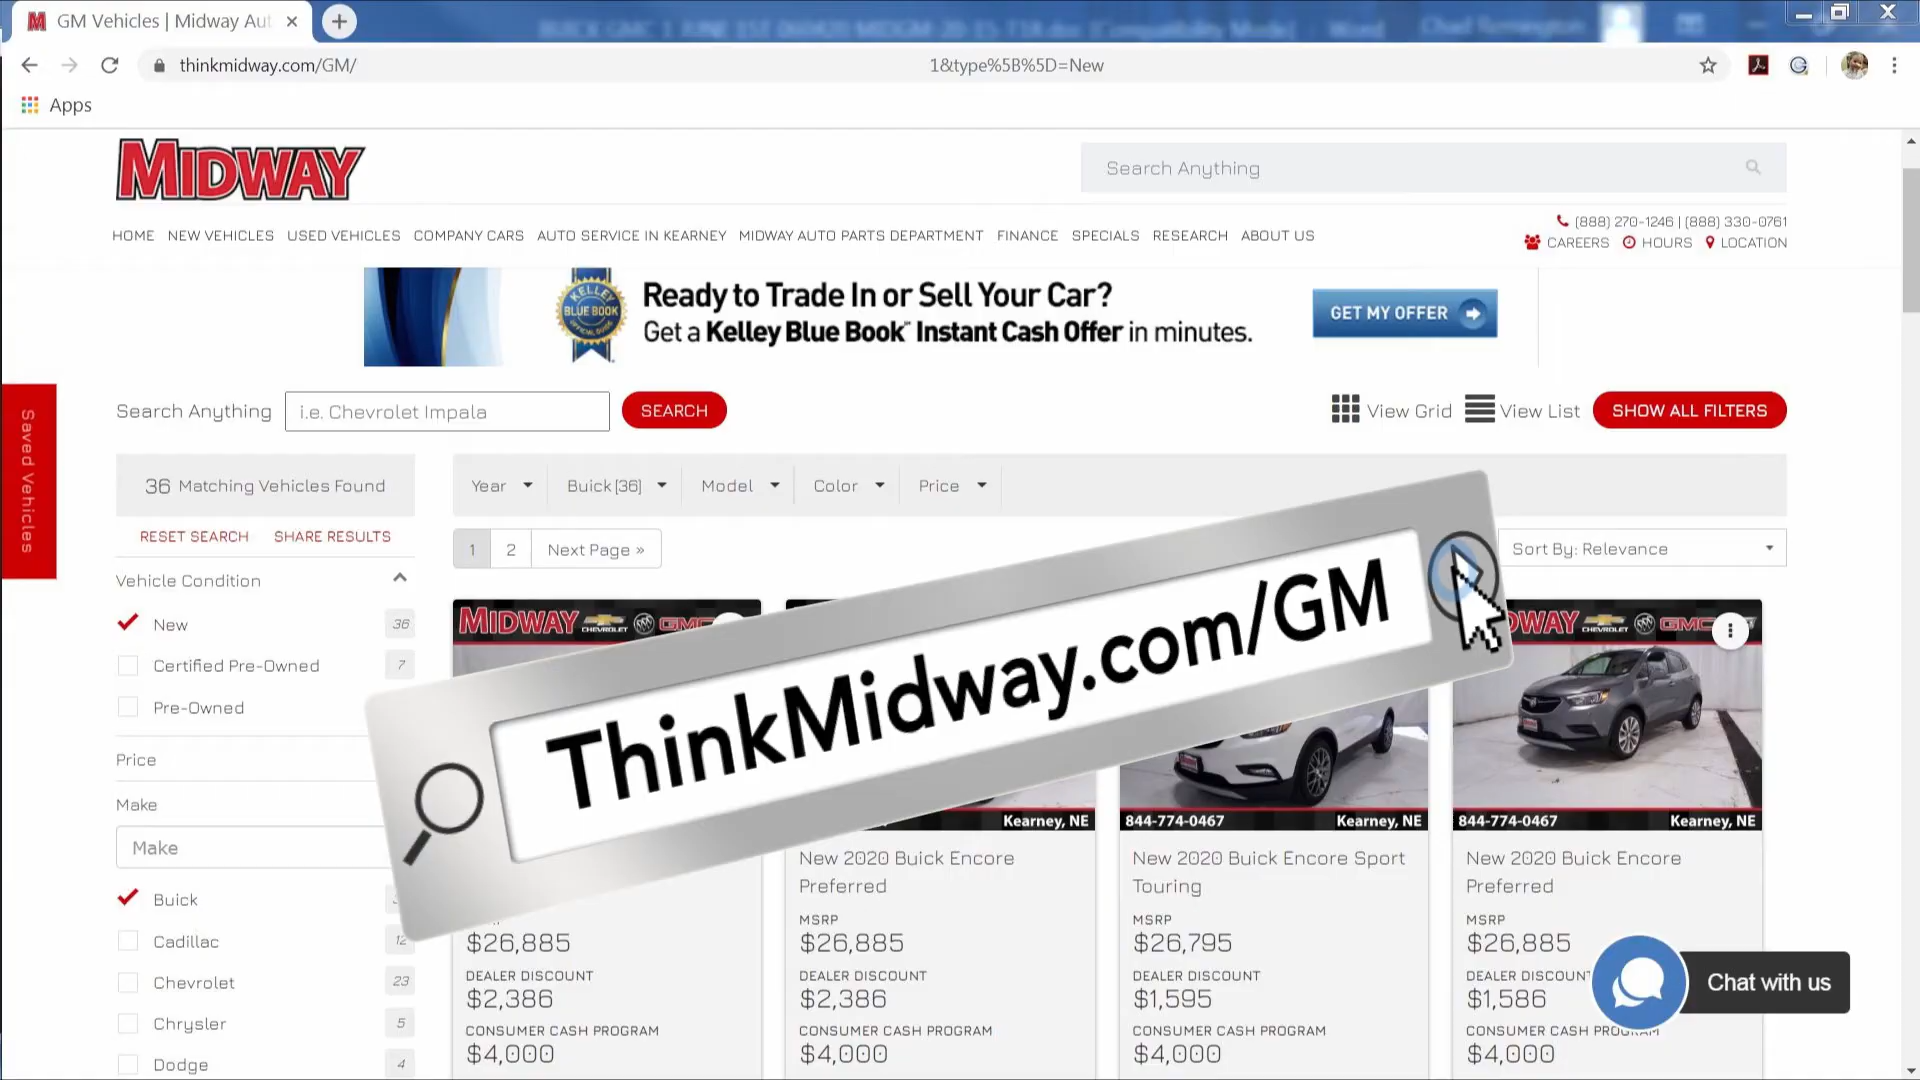 GM Vehicles | Midway Aut
thinkmidway.com/GM/
1&type%5B%5D=New
Apps
MIDWAY
Search Anything
(888) 270-1246 | (888) 330-0761
HOME NEW VEHICLES USED VEHICLES COMPANY CARS AUTO SERVICE IN KEARNEY MIDWAY AUTO PARTS DEPARTMENT FINANCE SPECIALS RESEARCH ABOUT US
CAREERS HOURS LOCATION
KELLEY BLUE BOOK
Ready to Trade In or Sell Your Car?
Get a Kelley Blue Book Instant Cash Offer in minutes.
GET MY OFFER
Saved Vehicles
Search Anything i.e. Chevrolet Impala SEARCH View Grid View List SHOW ALL FILTERS
36 Matching Vehicles Found
Year Buick [36] Model Color Price
RESET SEARCH SHARE RESULTS
1 2 Next Page »
Sort By: Relevance
Vehicle Condition
New 36
Certified Pre-Owned 7
Pre-Owned
Price
Make
Make
Buick
Cadillac 12
Chevrolet 23
Chrysler 5
Dodge 4
ThinkMidway.com/GM
MIDWAY CHEVROLET GMC
MIDWAY CHEVROLET GMC
Kearney, NE
844-774-0467 Kearney, NE
844-774-0467 Kearney, NE
$26,885
DEALER DISCOUNT
$2,386
CONSUMER CASH PROGRAM
$4,000
New 2020 Buick Encore
Preferred
MSRP
$26,885
DEALER DISCOUNT
$2,386
CONSUMER CASH PROGRAM
$4,000
New 2020 Buick Encore Sport
Touring
MSRP
$26,795
DEALER DISCOUNT
$1,595
CONSUMER CASH PROGRAM
$4,000
New 2020 Buick Encore
Preferred
MSRP
$26,885
DEALER DISCOUNT
$1,586
CONSUMER CASH PROGRAM
$4,000
Chat with us